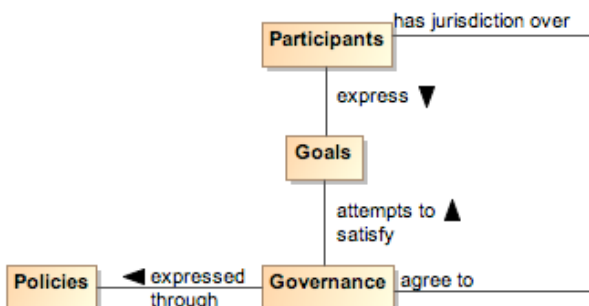 has jurisdiction over
Participants
express
Goals
attempts to
satisfy
Policies
expressed
through
Governance
agree to